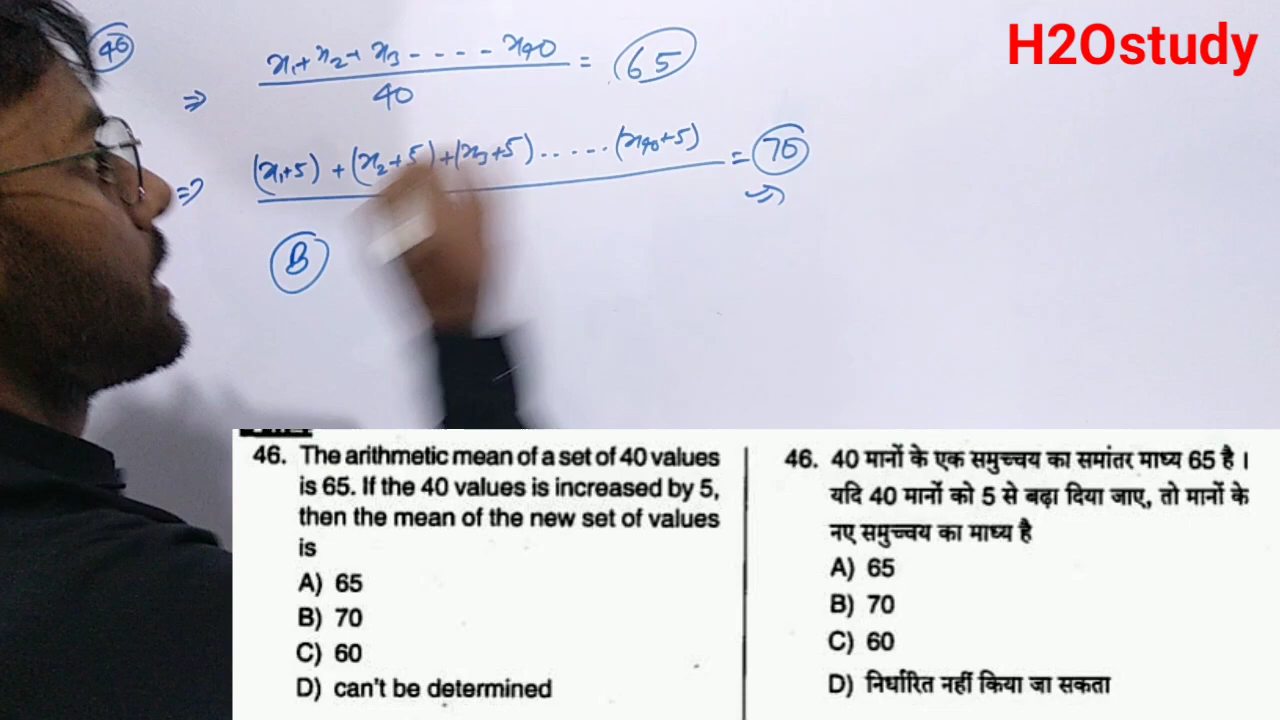 H2Ostudy
46
x₁+x₂+x₃----x₄₀
40
= 65
⇒
(x₁+5)+(x₂+5)+(x₃+5).....(x₄₀+5)
= 70
⇒
B
46. The arithmetic mean of a set of 40 values
is 65. If the 40 values is increased by 5,
then the mean of the new set of values
is
A) 65
B) 70
C) 60
D) can't be determined
46. 40 मानों के एक समुच्चय का समांतर माध्य 65 है ।
यदि 40 मानों को 5 से बढ़ा दिया जाए, तो मानों के
नए समुच्चय का माध्य है
A) 65
B) 70
C) 60
D) निर्धारित नहीं किया जा सकता